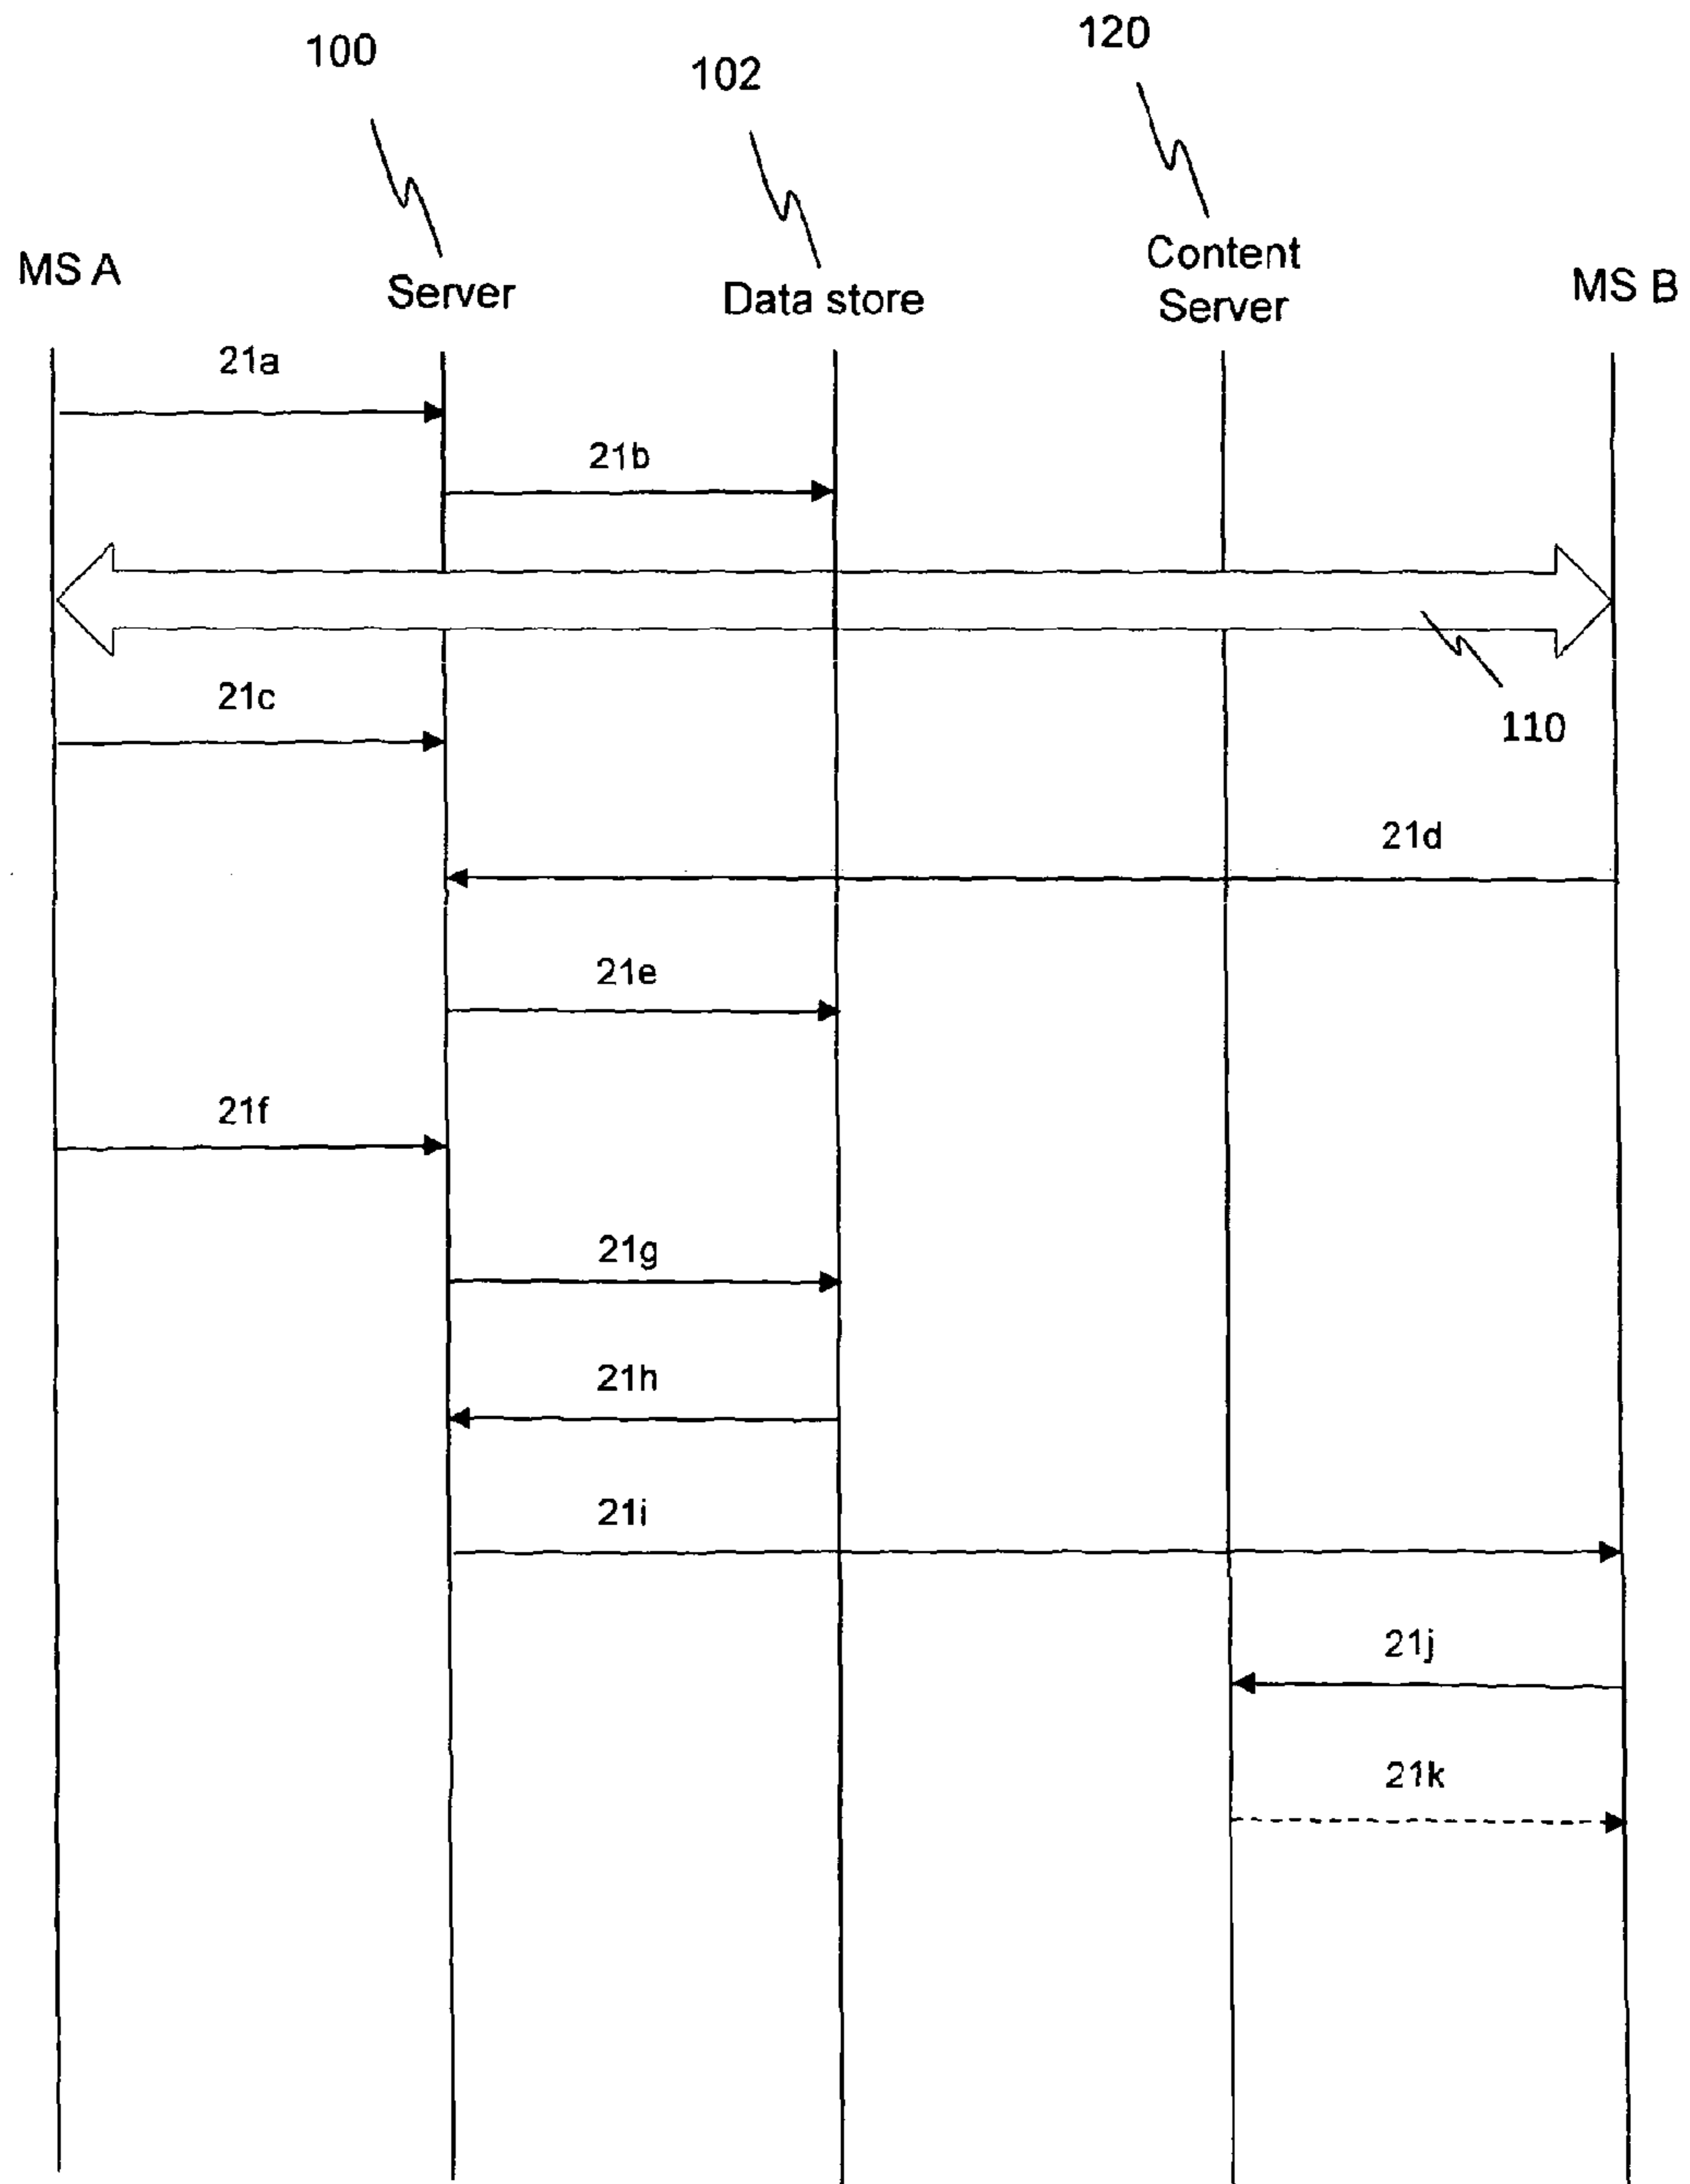 100
102
120
MS A
Server
Data store
Content
Server
MS B
21a
21b
110
21c
21d
21e
21f
21g
21h
21i
21j
21k